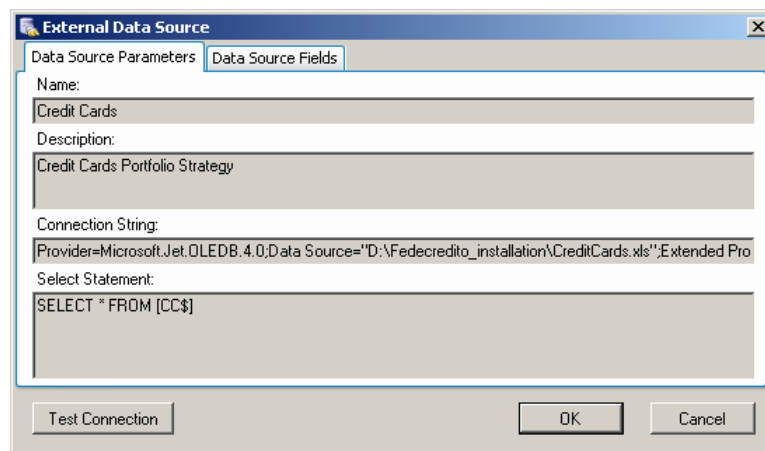 External Data Source
Data Source Parameters
Data Source Fields
Name:
Credit Cards
Description:
Credit Cards Portfolio Strategy
Connection String:
Provider=Microsoft.Jet.OLEDB.4.0;Data Source="D:\Fedecredito_installation\CreditCards.xls";Extended Pro
Select Statement:
SELECT * FROM [CC$]
Test Connection
OK
Cancel